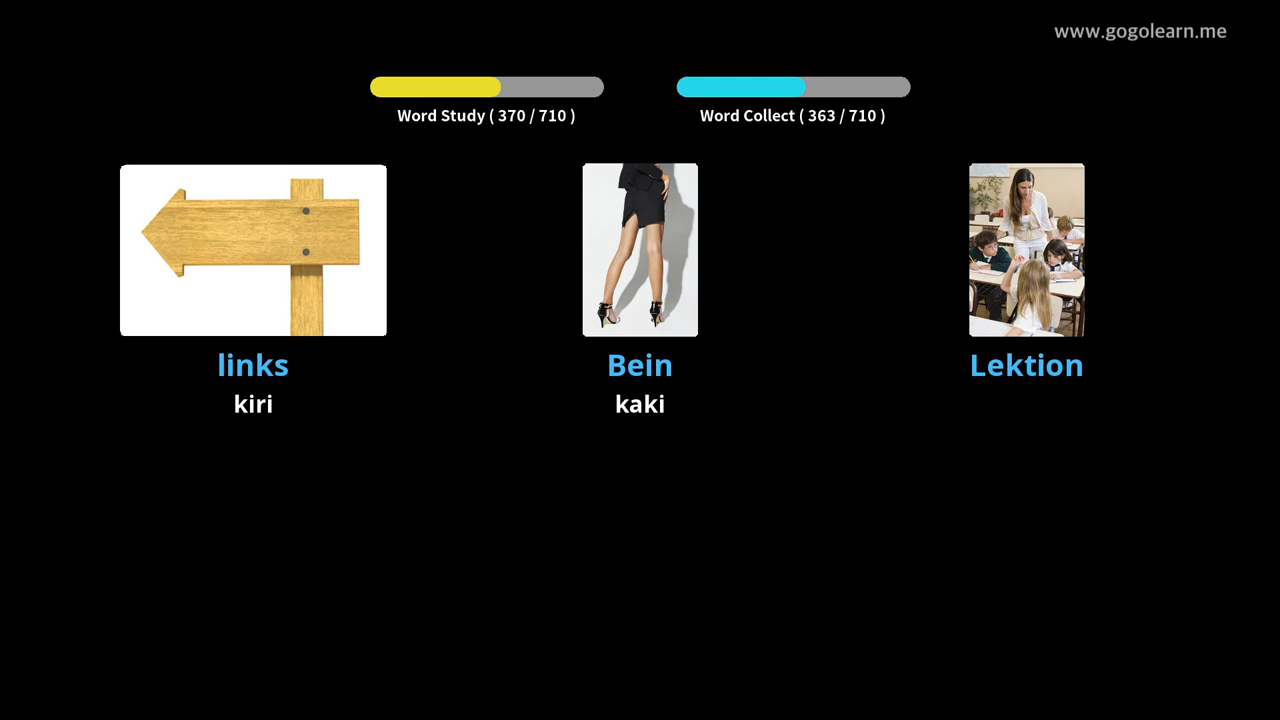 www.gogolearn.me
Word Study ( 370 / 710 )
Word Collect ( 363 / 710 )
links
Bein
Lektion
kiri
kaki